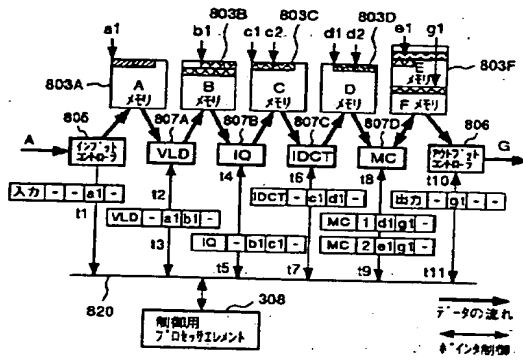 803B 803C 803D
a1 b1 c1 c2 d1 d2 e1 g1
803A 803F
A メモリ
B メモリ
C メモリ
D メモリ
E メモリ
F メモリ
805 807A 807B 807C 807D 806
A
インプット コントローラ
VLD
IQ
IDCT
MC
アウトプット コントローラ
G
t2 t4 t6 t8 t10
入力 - - a1 -
VLD - a1 b1 -
IQ - b1 c1 -
IDCT - c1 d1 -
MC 1 d1 g1 -
MC 2 e1 g1 -
出力 - g1 - -
t1 t3 t5 t7 t9 t11
820
308
制御用
プロセッサエレメント
データの流れ
ポインタ制御